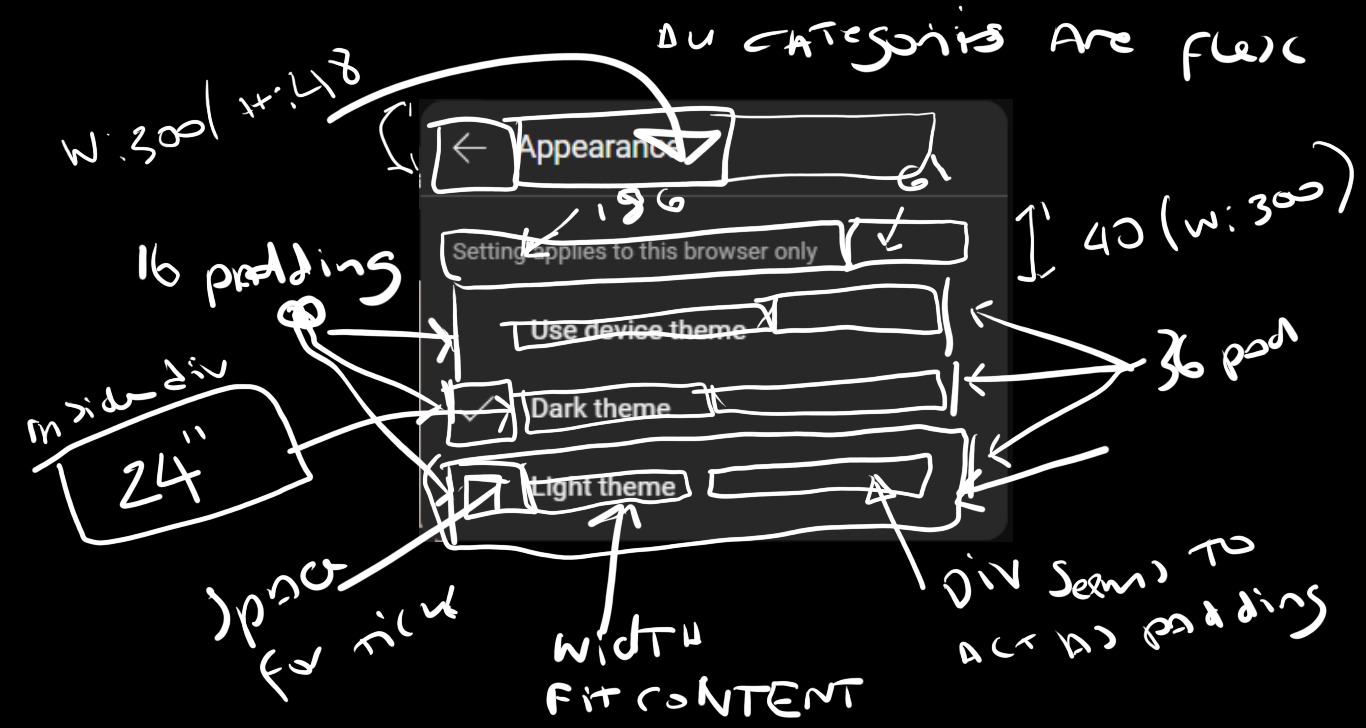 All categories are flex
W:300/ H:48
Appearance
196
61
Setting applies to this browser only
40 (W:300)
16 padding
Use device theme
36 pad
inside div
24"
Dark theme
Light theme
Space
for tick
Width
Fit CONTENT
Div seems to
act as padding